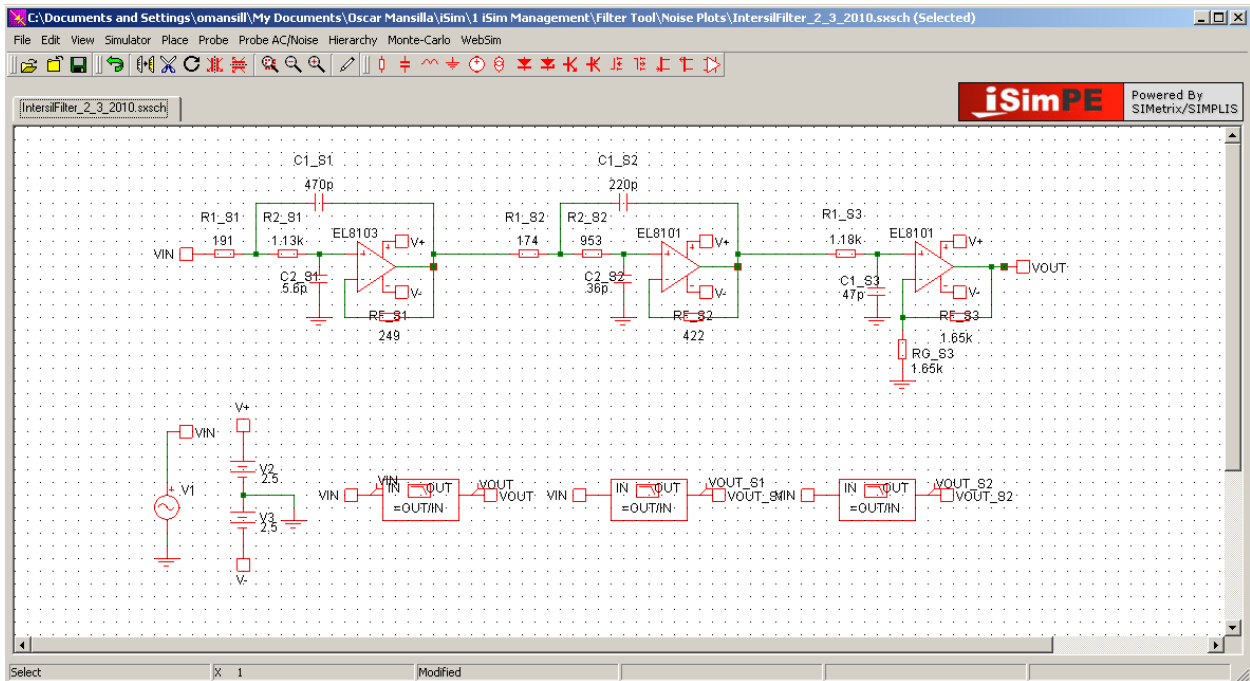 C:\Documents and Settings\omansill\My Documents\Oscar Mansilla\iSim\1 iSim Management\Filter Tool\Noise Plots\IntersilFilter_2_3_2010.sxsch (Selected)
File Edit View Simulator Place Probe Probe AC/Noise Hierarchy Monte-Carlo WebSim
iSimPE Powered By
SIMetrix/SIMPLIS
IntersilFilter_2_3_2010.sxsch
C1_S1 C1_S2
470p 220p
R1_S1 R2_S1 R1_S2 R2_S2 R1_S3
191 1.13k EL8103 V+ 174 953 EL8101 V+ 1.18k EL8101 V+
VIN VOUT
C2_S1 C2_S2 C1_S3
5.6p V- 36p V- 47p V-
RF_S1 RF_S2 RF_S3
249 422 1.65k
RG_S3
1.65k
V+
VIN
V2
2.5
V1
V3
2.5
V-
VIN VIN IN OUT VOUT VOUT VIN IN OUT VOUT_S1 VOUT_S1 VIN IN OUT VOUT_S2 VOUT_S2
=OUT/IN =OUT/IN =OUT/IN
Select X 1 Modified